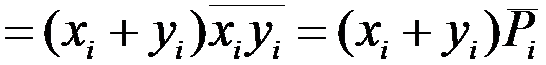 $= (x_i + y_i)\overline{x_i y_i} = (x_i + y_i)\overline{P_i}$